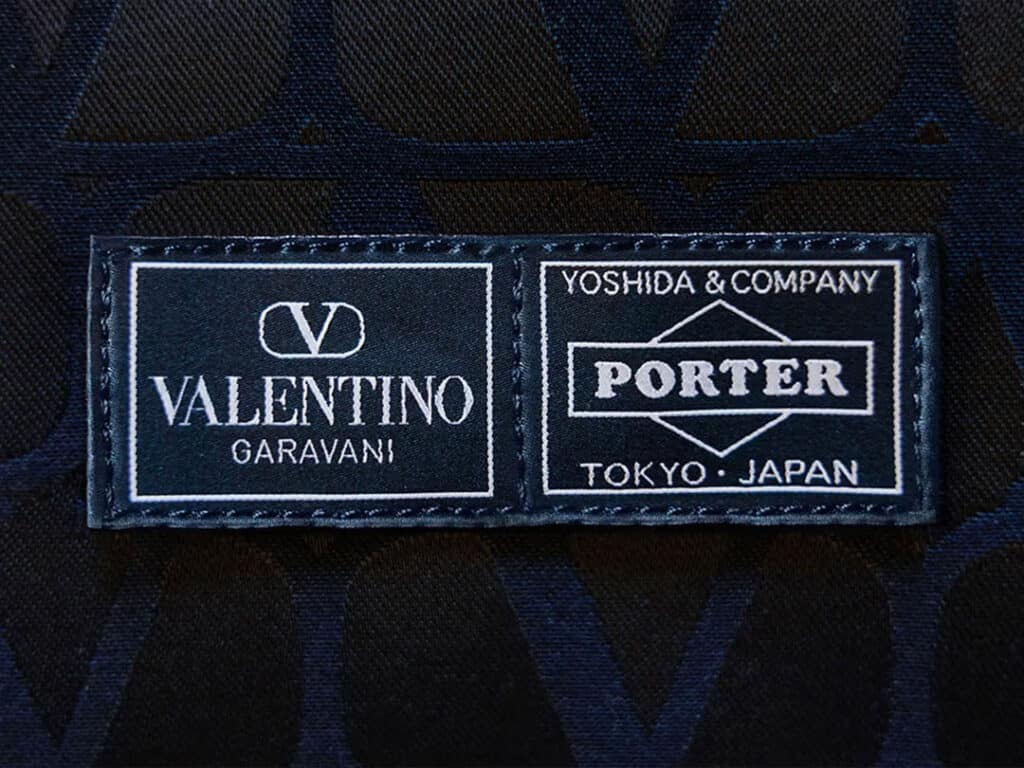 V
VALENTINO
GARAVANI
YOSHIDA & COMPANY
PORTER
TOKYO · JAPAN